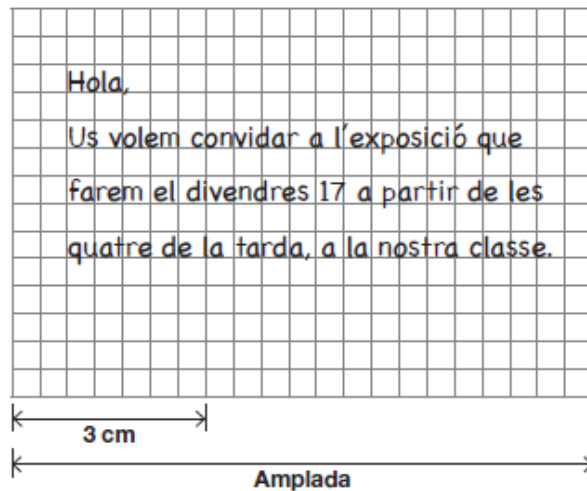 Hola,
Us volem convidar a l'exposició que
farem el divendres 17 a partir de les
quatre de la tarda, a la nostra classe.
3 cm
Amplada